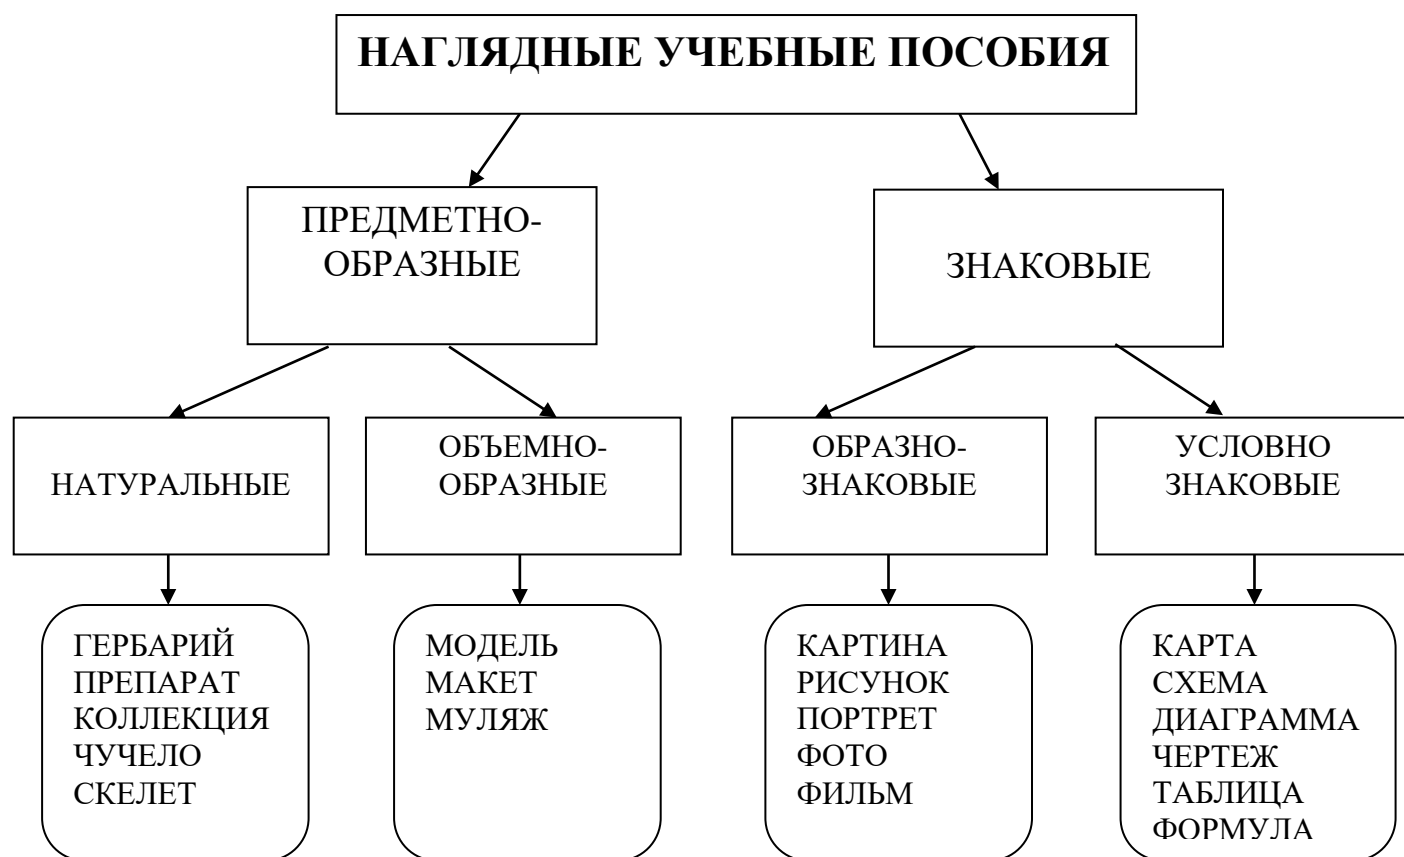 НАГЛЯДНЫЕ УЧЕБНЫЕ ПОСОБИЯ
ПРЕДМЕТНО-
ОБРАЗНЫЕ
ЗНАКОВЫЕ
НАТУРАЛЬНЫЕ
ОБЪЕМНО-
ОБРАЗНЫЕ
ОБРАЗНО-
ЗНАКОВЫЕ
УСЛОВНО
ЗНАКОВЫЕ
ГЕРБАРИЙ
ПРЕПАРАТ
КОЛЛЕКЦИЯ
ЧУЧЕЛО
СКЕЛЕТ
МОДЕЛЬ
МАКЕТ
МУЛЯЖ
КАРТИНА
РИСУНОК
ПОРТРЕТ
ФОТО
ФИЛЬМ
КАРТА
СХЕМА
ДИАГРАММА
ЧЕРТЕЖ
ТАБЛИЦА
ФОРМУЛА